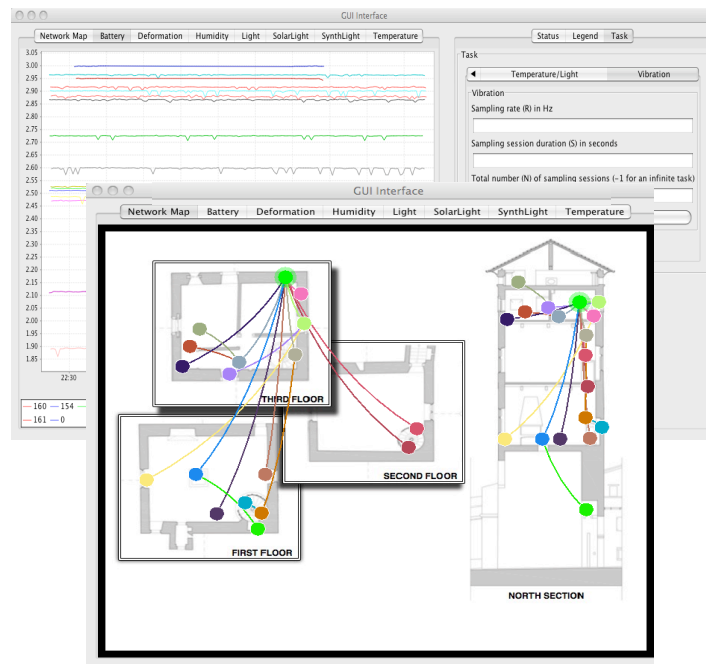 GUI Interface
Network Map Battery Deformation Humidity Light SolarLight SynthLight Temperature
Status Legend Task
3.05
3.00
2.95
2.90
2.85
2.80
2.75
2.70
2.65
2.60
2.55
2.50
2.45
2.40
2.35
2.30
2.25
2.20
2.15
2.10
2.05
2.00
1.95
1.90
1.85
22:30
160 154
161 0
Task
Temperature/Light Vibration
Vibration
Sampling rate (R) in Hz
Sampling session duration (S) in seconds
Total number (N) of sampling sessions (-1 for an infinite task)
GUI Interface
Network Map Battery Deformation Humidity Light SolarLight SynthLight Temperature
THIRD FLOOR
SECOND FLOOR
FIRST FLOOR
NORTH SECTION